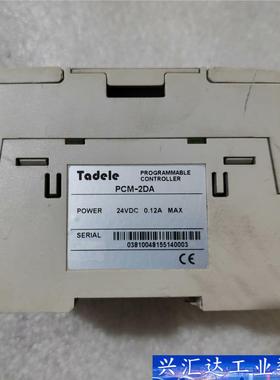 Tadele PROGRAMMABLE CONTROLLER
PCM-2DA
POWER 24VDC 0.12A MAX
SERIAL 03810048155140003
CE
兴汇达工业